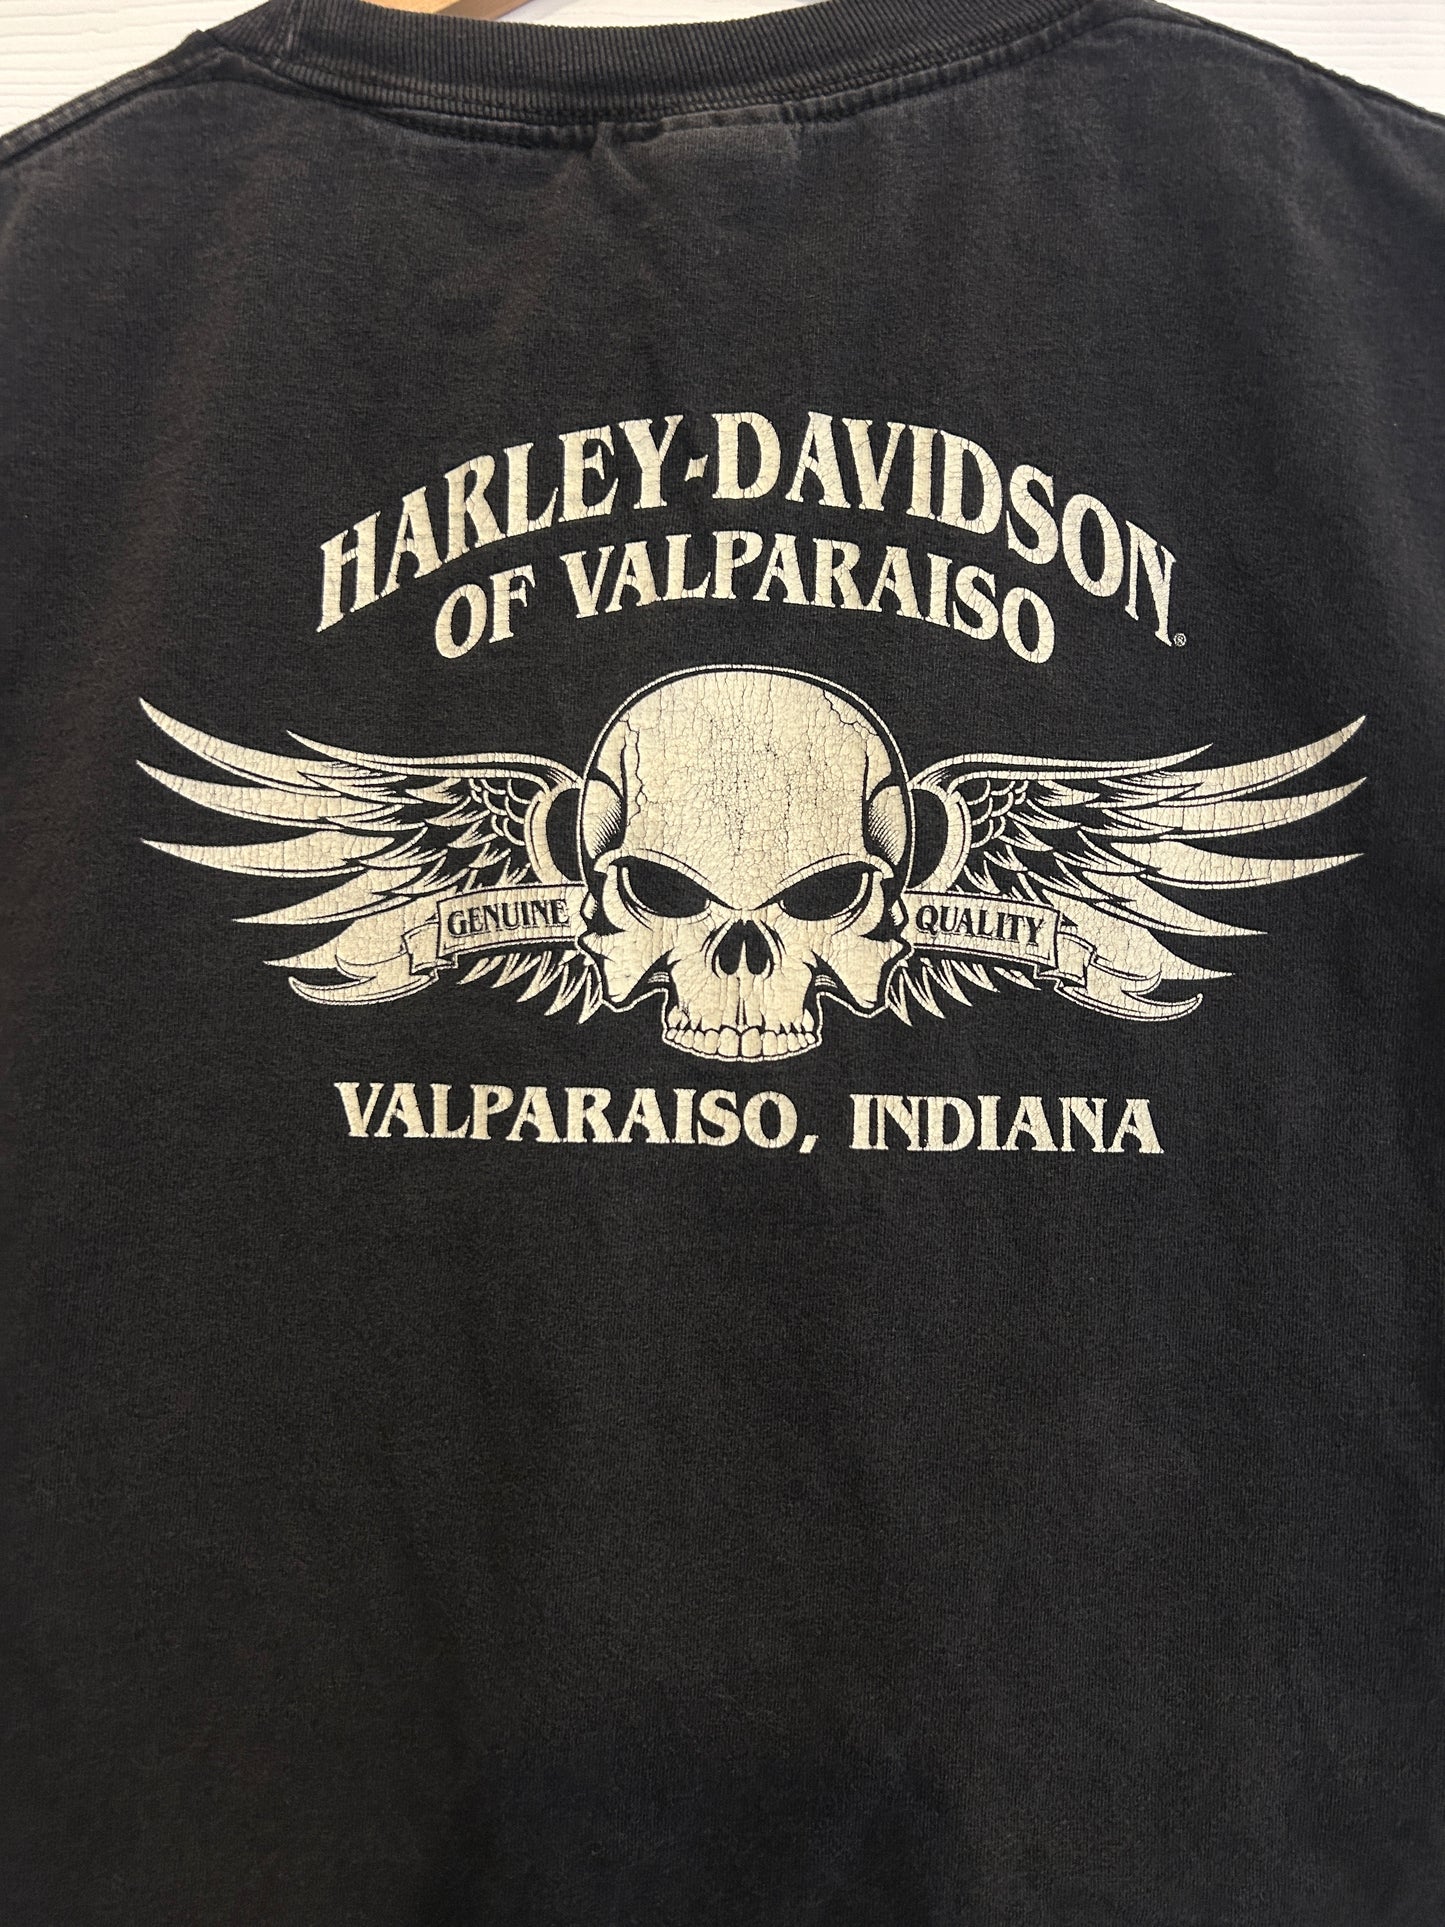 HARLEY-DAVIDSON®
OF VALPARAISO
GENUINE QUALITY
VALPARAISO, INDIANA